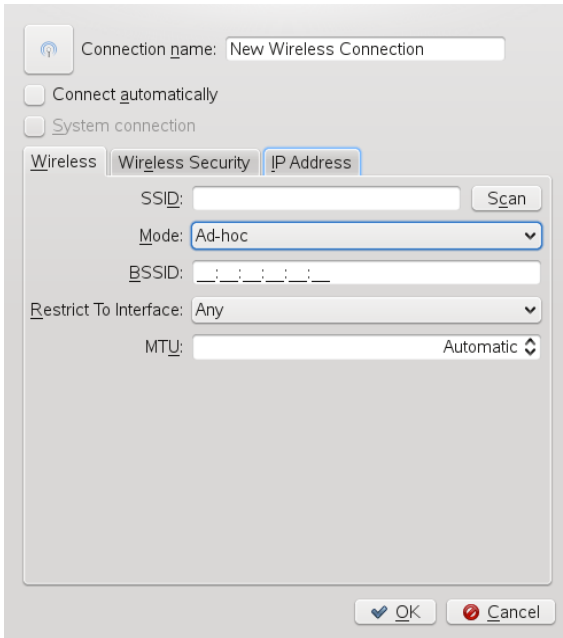 Connection name: New Wireless Connection
Connect automatically
System connection
Wireless Wireless Security IP Address
SSID: Scan
Mode: Ad-hoc
BSSID: __:__:__:__:__:__
Restrict To Interface: Any
MTU: Automatic
OK Cancel